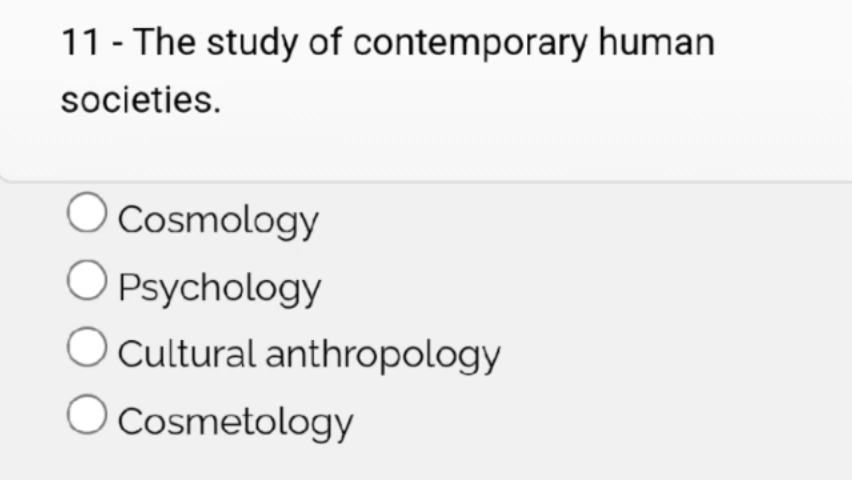 11 - The study of contemporary human
societies.
Cosmology
Psychology
Cultural anthropology
Cosmetology